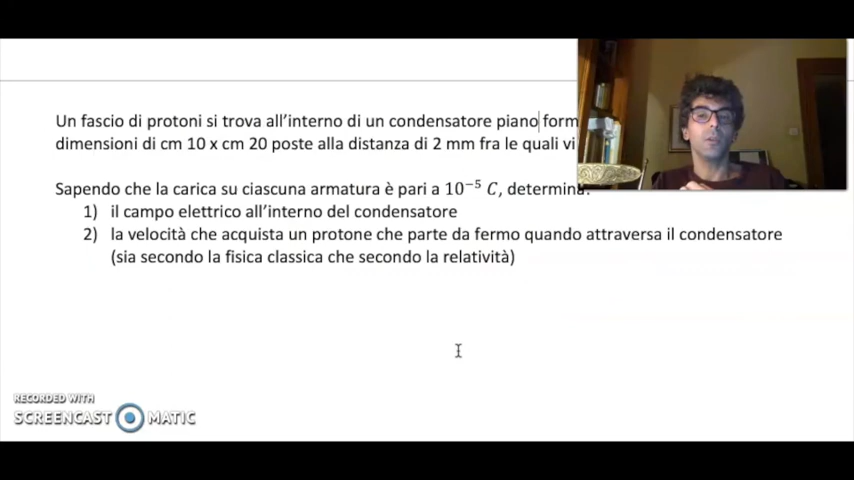 Un fascio di protoni si trova all'interno di un condensatore piano form
dimensioni di cm 10 x cm 20 poste alla distanza di 2 mm fra le quali vi
Sapendo che la carica su ciascuna armatura è pari a 10⁻⁵ C, determina:
1) il campo elettrico all'interno del condensatore
2) la velocità che acquista un protone che parte da fermo quando attraversa il condensatore
(sia secondo la fisica classica che secondo la relatività)
RECORDED WITH
SCREENCAST MATIC